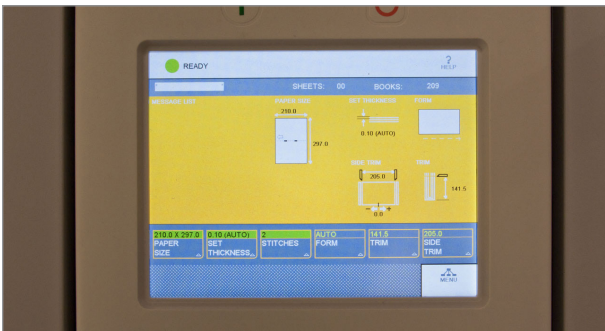 READY
?
HELP
SHEETS: 00 BOOKS: 209
MESSAGE LIST
PAPER SIZE
SET THICKNESS
FORM
210.0
297.0
0.10 (AUTO)
SIDE TRIM
TRIM
205.0
141.5
0.0
210.0 X 297.0
PAPER
SIZE
0.10 (AUTO)
SET
THICKNESS
2
STITCHES
AUTO
FORM
141.5
TRIM
205.0
SIDE
TRIM
MENU